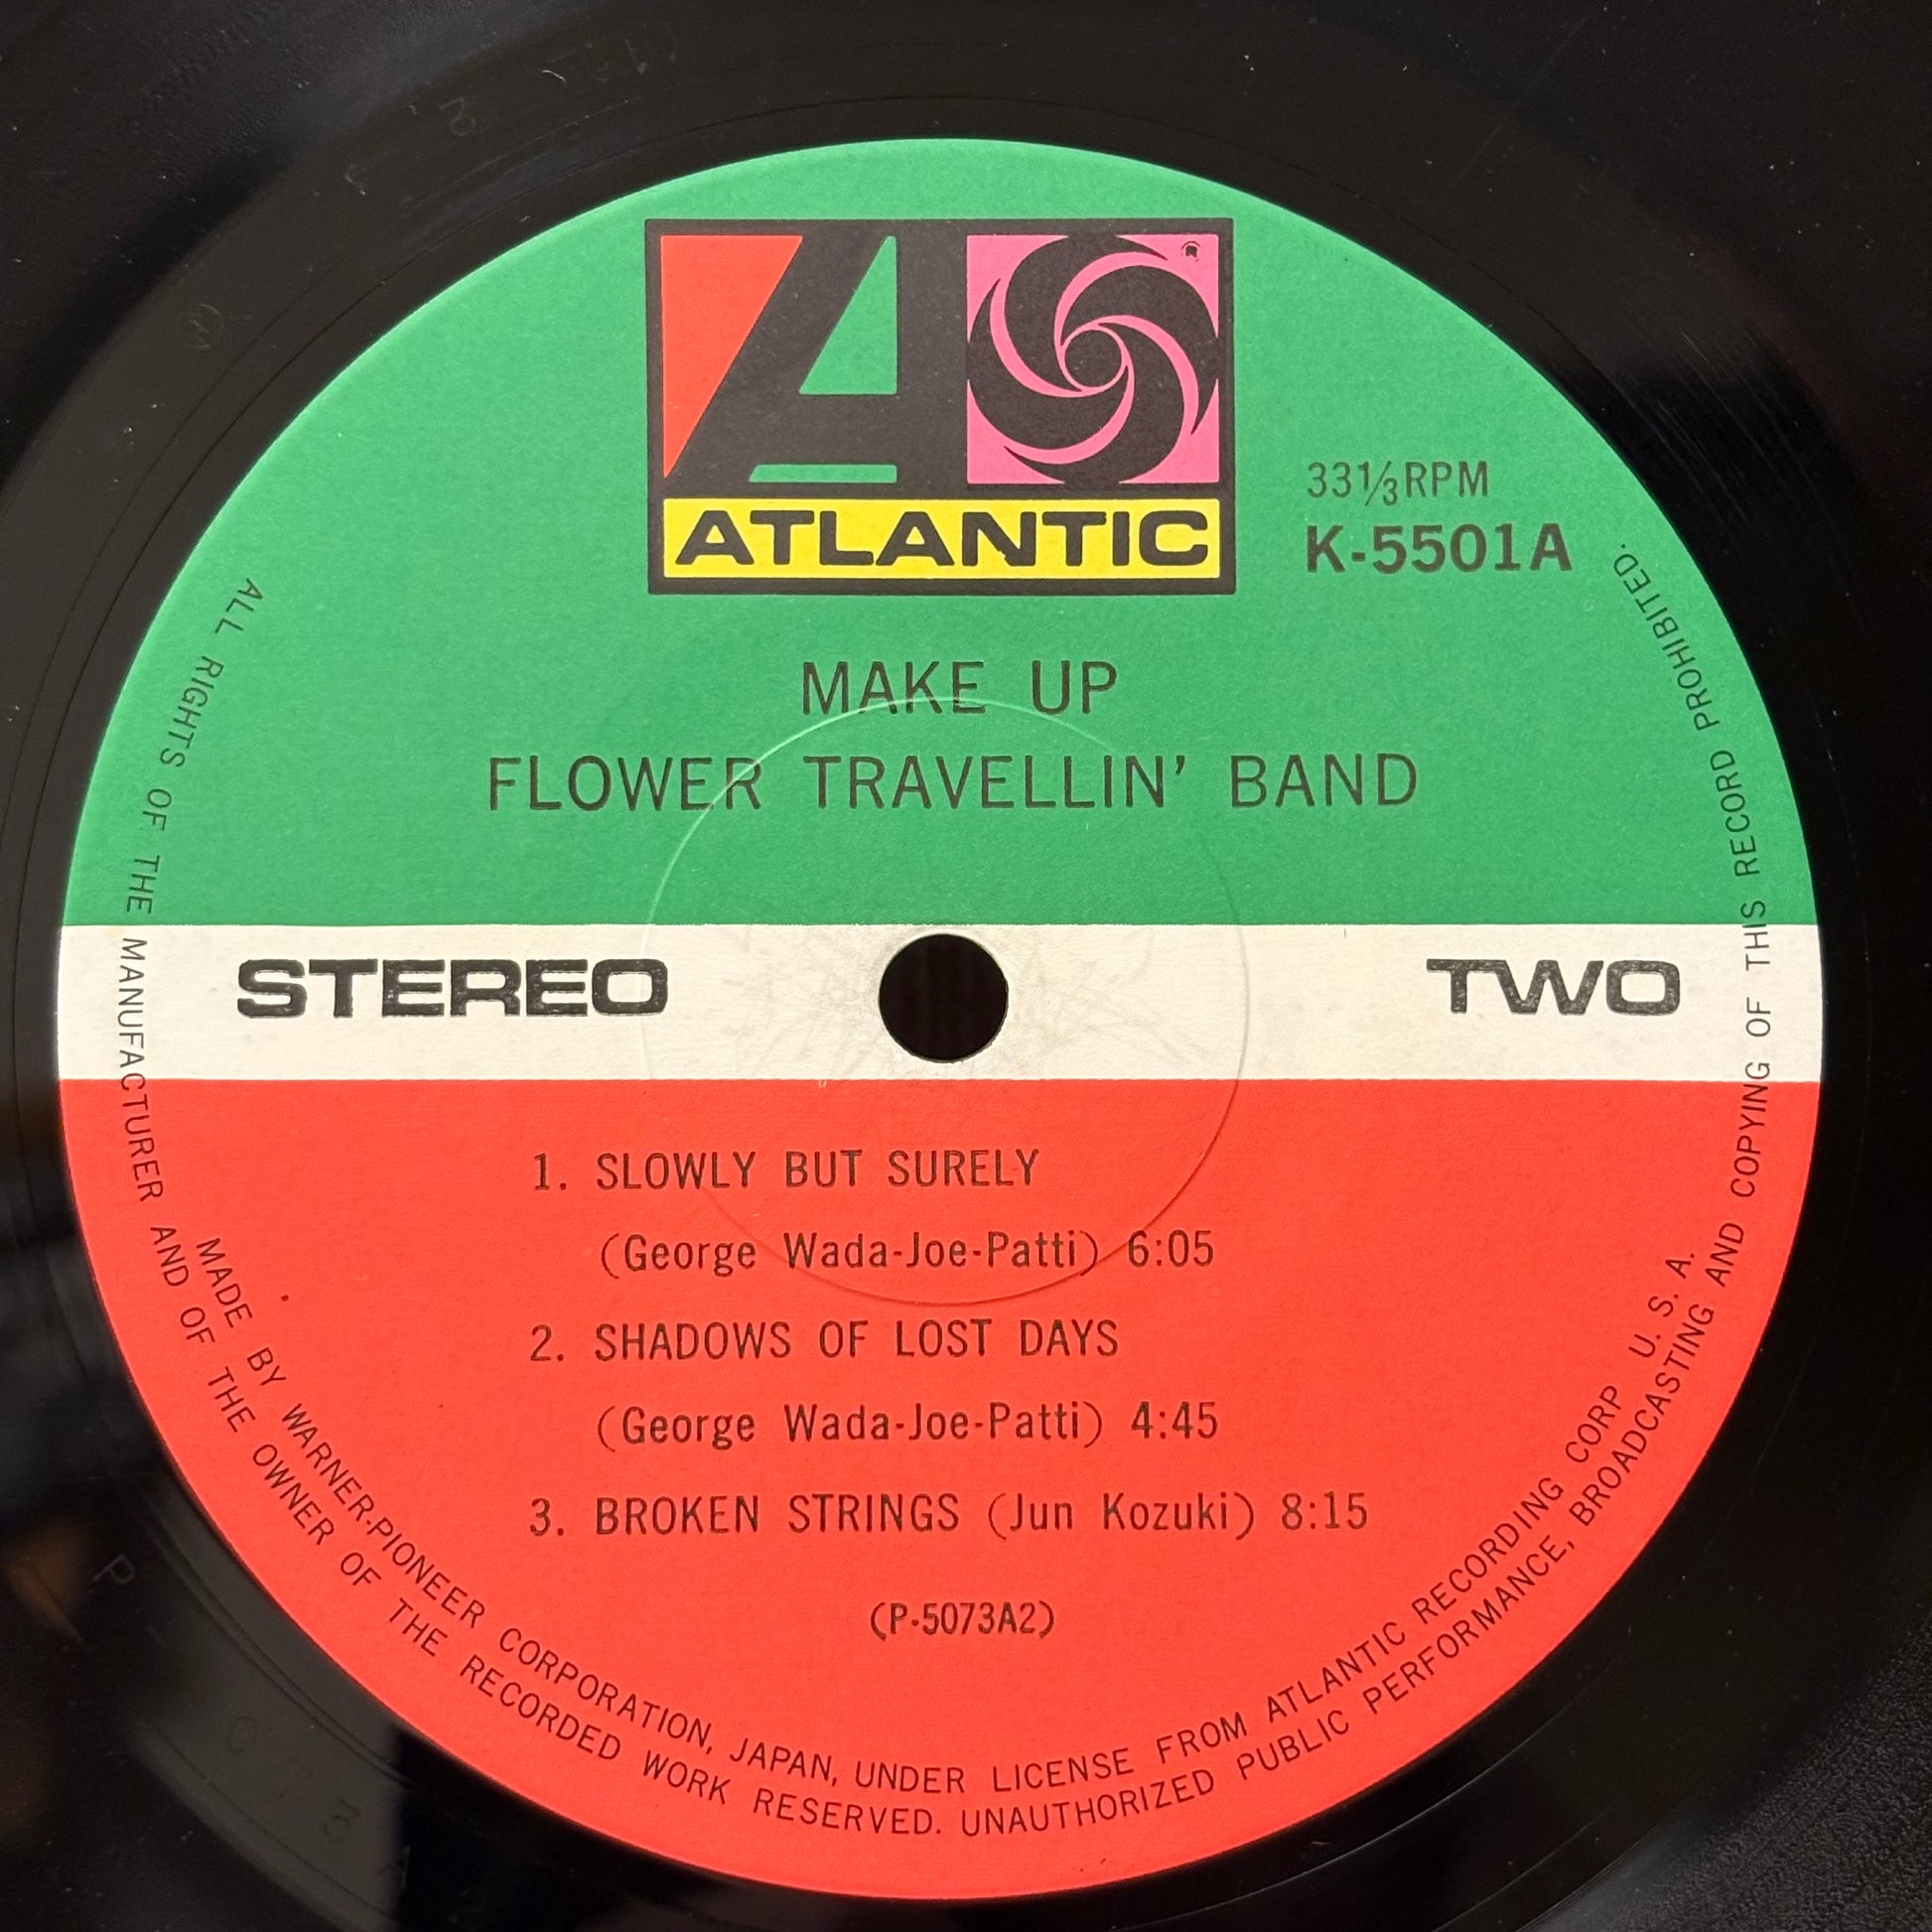 ATLANTIC
33⅓RPM
K-5501A
MAKE UP
FLOWER TRAVELLIN' BAND
STEREO
TWO
1. SLOWLY BUT SURELY
(George Wada-Joe-Patti) 6:05
2. SHADOWS OF LOST DAYS
(George Wada-Joe-Patti) 4:45
3. BROKEN STRINGS (Jun Kozuki) 8:15
(P-5073A2)
MADE BY WARNER-PIONEER CORPORATION, JAPAN, UNDER LICENSE FROM ATLANTIC RECORDING CORP U. S. A.
ALL RIGHTS OF THE MANUFACTURER AND OF THE OWNER OF THE RECORDED WORK RESERVED. UNAUTHORIZED PUBLIC PERFORMANCE, BROADCASTING AND COPYING OF THIS RECORD PROHIBITED.